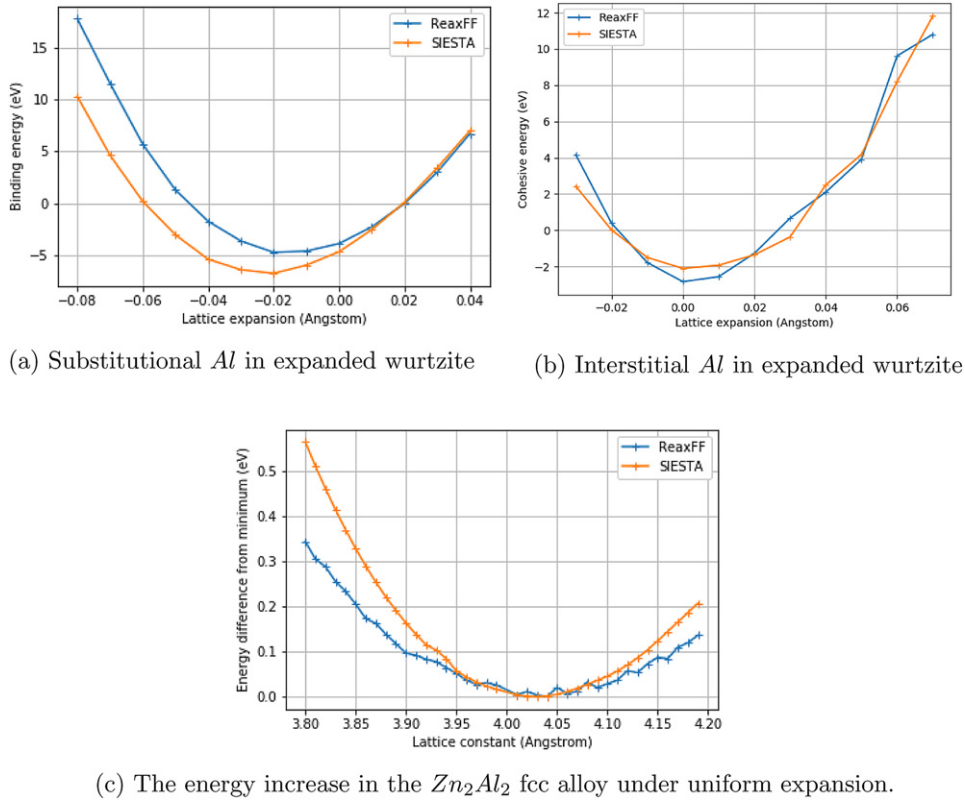 ReaxFF
SIESTA
15
10
5
0
−5
Binding energy (eV)
−0.08 −0.06 −0.04 −0.02 0.00 0.02 0.04
Lattice expansion (Angstom)
(a) Substitutional Al in expanded wurtzite
ReaxFF
SIESTA
12
10
8
6
4
2
0
−2
Cohesive energy (eV)
−0.02 0.00 0.02 0.04 0.06
Lattice expansion (Angstom)
(b) Interstitial Al in expanded wurtzite
ReaxFF
SIESTA
0.5
0.4
0.3
0.2
0.1
0.0
Energy difference from minimum (eV)
3.80 3.85 3.90 3.95 4.00 4.05 4.10 4.15 4.20
Lattice constant (Angstrom)
(c) The energy increase in the Zn₂Al₂ fcc alloy under uniform expansion.